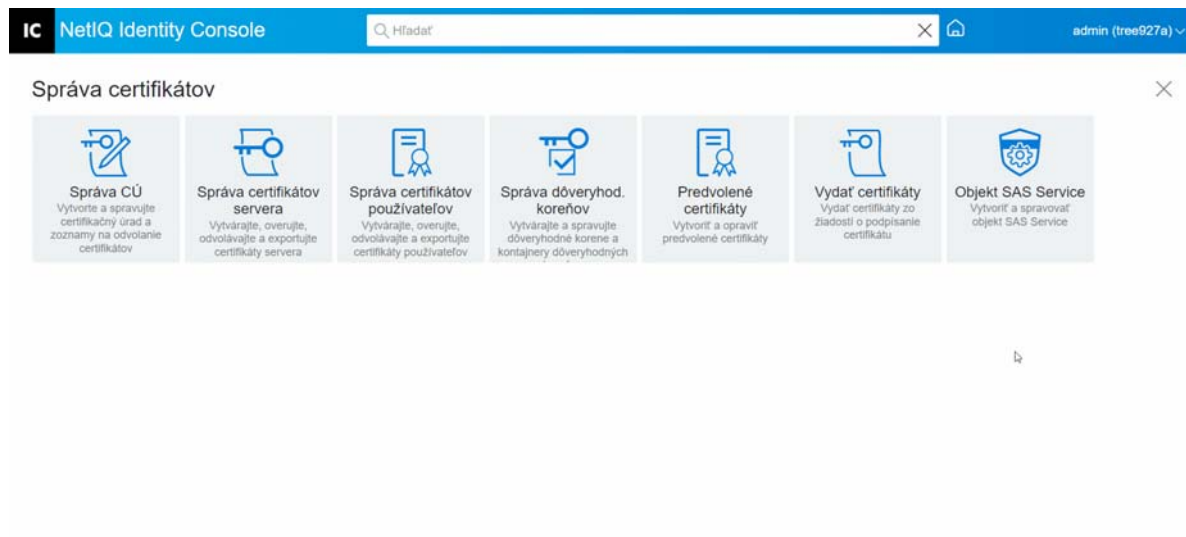 IC NetIQ Identity Console
Hľadať
admin (tree927a)
Správa certifikátov
Správa CÚ
Vytvorte a spravujte
certifikačný úrad a
zoznamy na odvolanie
certifikátov
Správa certifikátov
servera
Vytvárajte, overujte,
odvolávajte a exportujte
certifikáty servera
Správa certifikátov
používateľov
Vytvárajte, overujte,
odvolávajte a exportujte
certifikáty používateľov
Správa dôveryhod.
koreňov
Vytvárajte a spravujte
dôveryhodné korene a
kontajnery dôveryhodných
Predvolené
certifikáty
Vytvoriť a opraviť
predvolené certifikáty
Vydať certifikáty
Vydať certifikáty zo
žiadostí o podpísanie
certifikátu
Objekt SAS Service
Vytvoriť a spravovať
objekt SAS Service